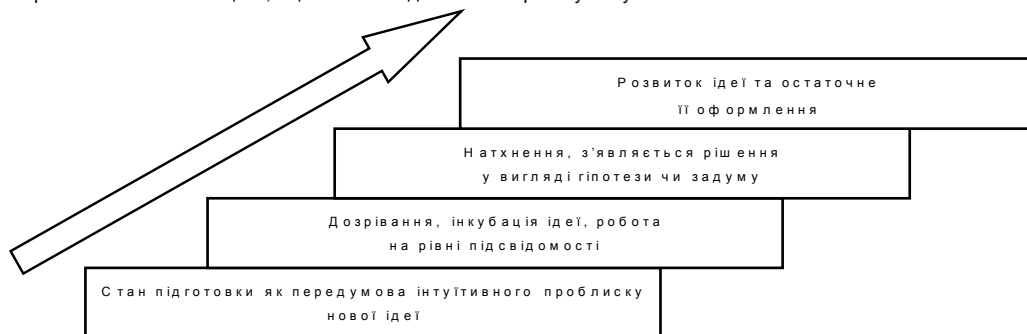 Розвиток ідеї та остаточне
її оформлення
Натхнення, з’являється рішення
у вигляді гіпотези чи задуму
Дозрівання, інкубація ідеї, робота
на рівні підсвідомості
Стан підготовки як передумова інтуїтивного проблиску
нової ідеї